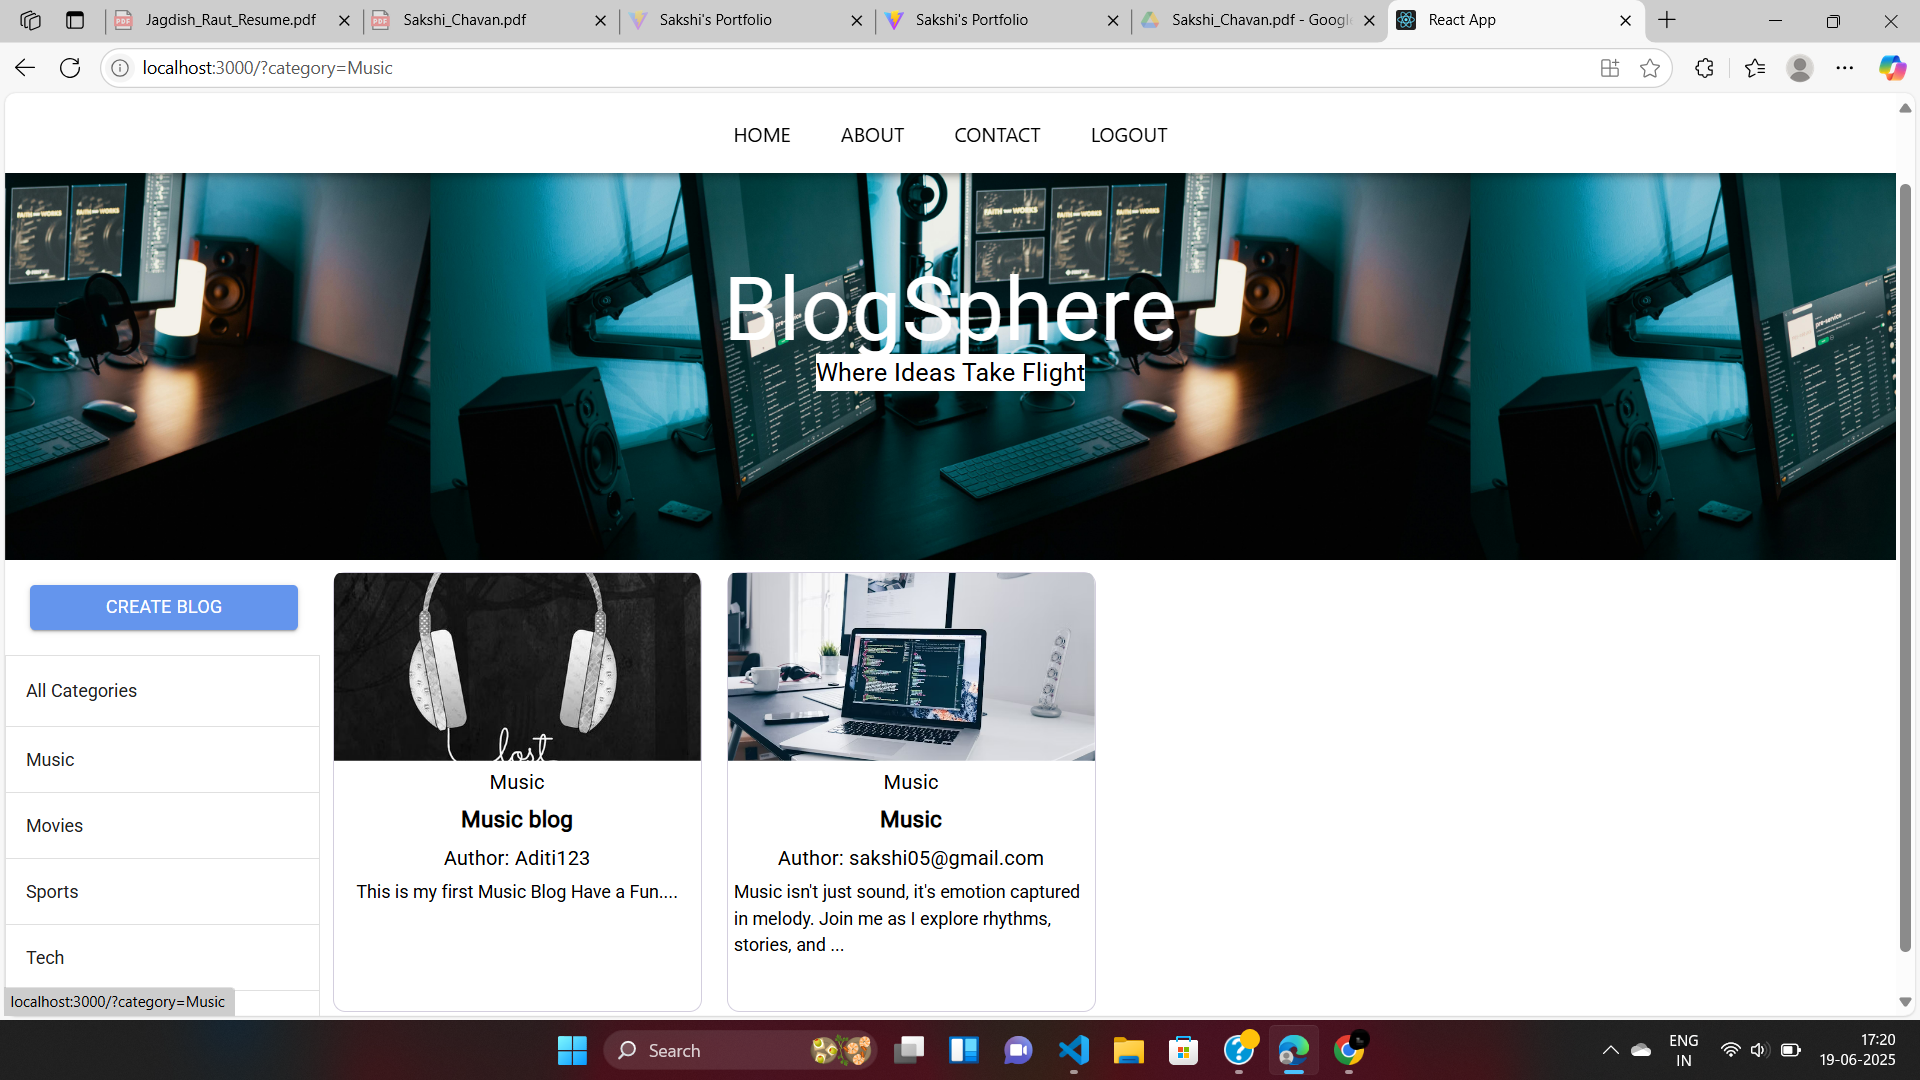 Jagdish_Raut_Resume.pdf
Sakshi_Chavan.pdf
Sakshi's Portfolio
Sakshi's Portfolio
Sakshi_Chavan.pdf - Googl
React App
localhost:3000/?category=Music
HOME
ABOUT
CONTACT
LOGOUT
BlogSphere
Where Ideas Take Flight
CREATE BLOG
All Categories
Music
Movies
Sports
Tech
Music
Music blog
Author: Aditi123
This is my first Music Blog Have a Fun....
Music
Music
Author: sakshi05@gmail.com
Music isn't just sound, it's emotion captured
in melody. Join me as I explore rhythms,
stories, and ...
lost
localhost:3000/?category=Music
Search
ENG
IN
17:20
19-06-2025